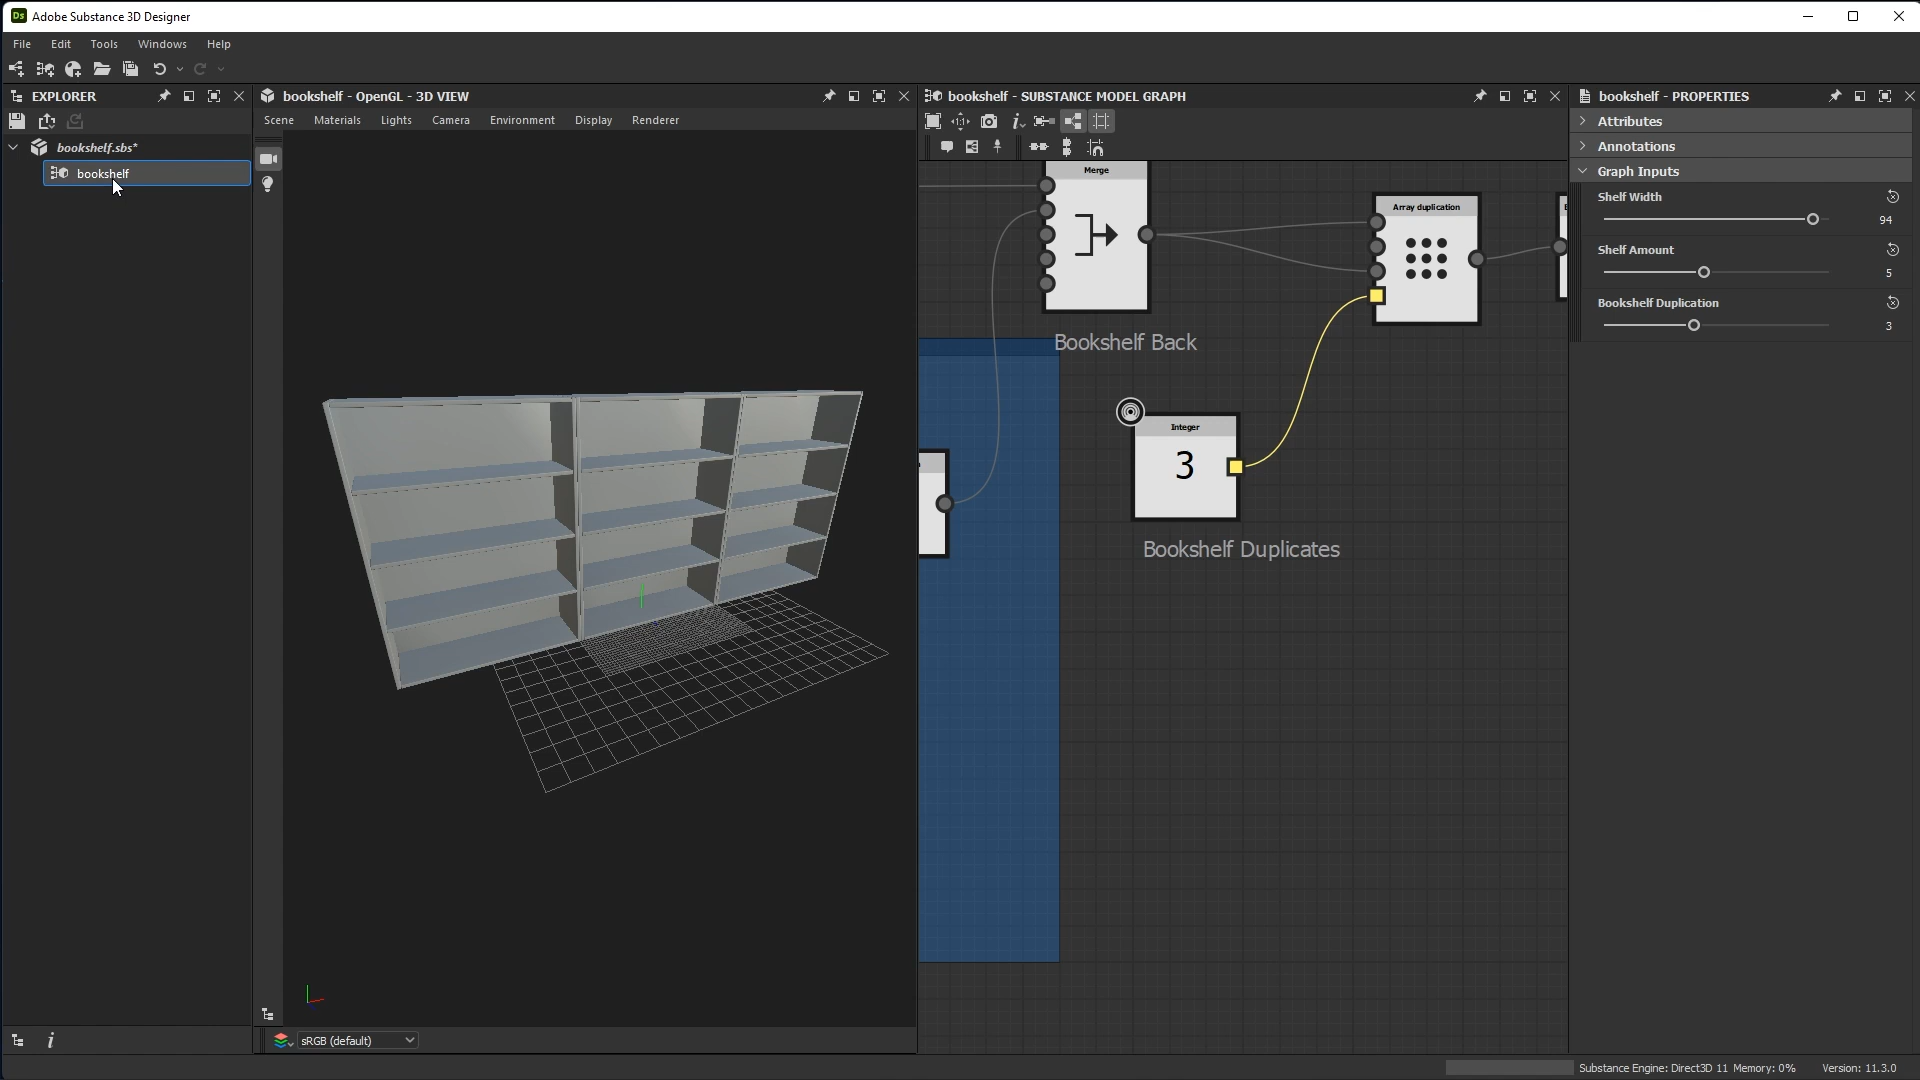 Ds Adobe Substance 3D Designer
File Edit Tools Windows Help
EXPLORER
bookshelf.sbs*
bookshelf
bookshelf - OpenGL - 3D VIEW
Scene Materials Lights Camera Environment Display Renderer
sRGB (default)
bookshelf - SUBSTANCE MODEL GRAPH
Merge
Array duplication
Bookshelf Back
Integer
3
Bookshelf Duplicates
bookshelf - PROPERTIES
Attributes
Annotations
Graph Inputs
Shelf Width
94
Shelf Amount
5
Bookshelf Duplication
3
Substance Engine: Direct3D 11 Memory: 0% Version: 11.3.0